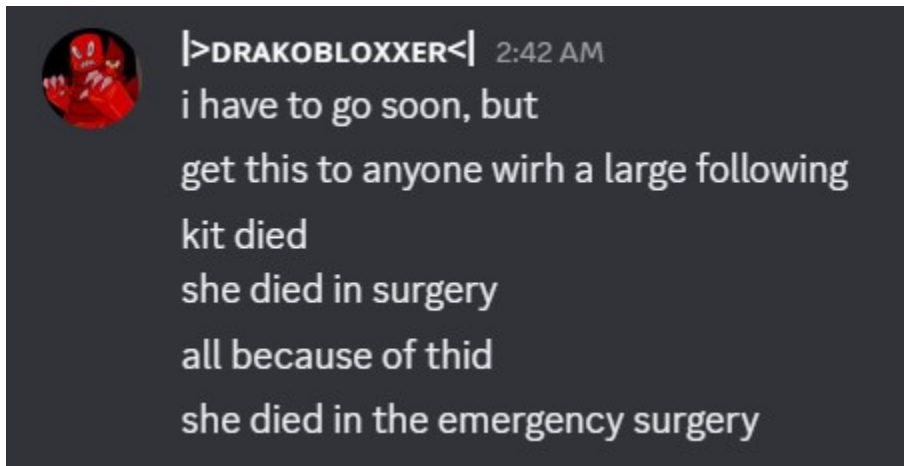 |>DRAKOBLOXXER<| 2:42 AM
i have to go soon, but
get this to anyone wirh a large following
kit died
she died in surgery
all because of thid
she died in the emergency surgery